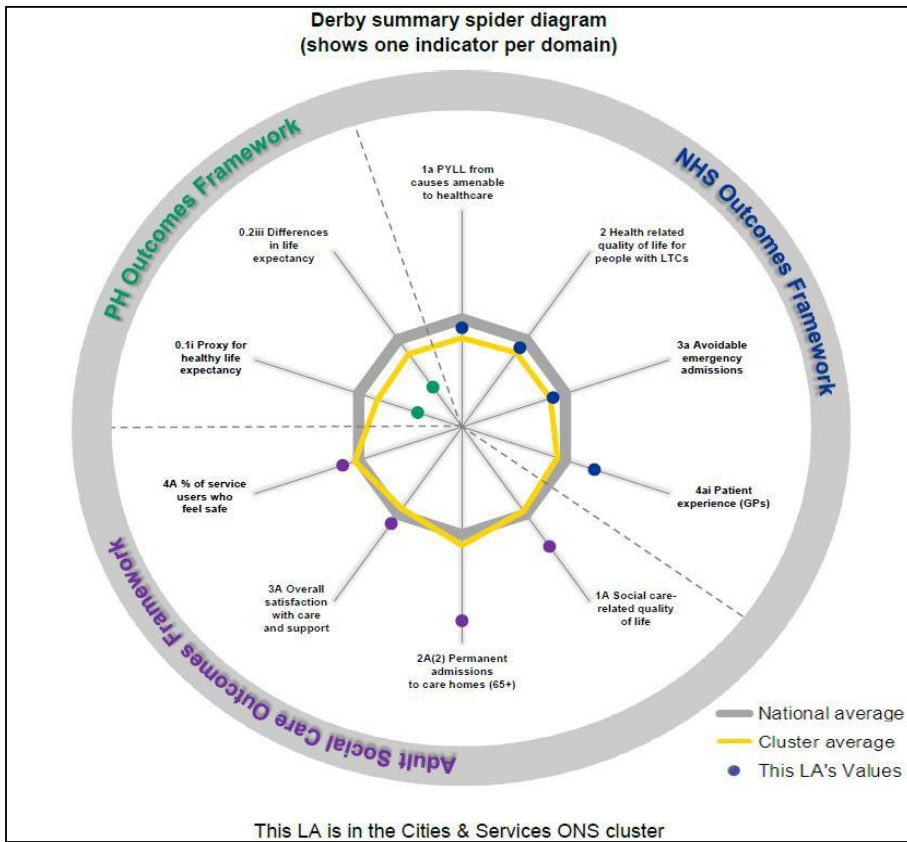 Derby summary spider diagram
(shows one indicator per domain)
PH Outcomes Framework
NHS Outcomes Framework
Adult Social Care Outcomes Framework
1a PYLL from
causes amenable
to healthcare
2 Health related
quality of life for
people with LTCs
3a Avoidable
emergency
admissions
4ai Patient
experience (GPs)
1A Social care-
related quality
of life
2A(2) Permanent
admissions
to care homes (65+)
3A Overall
satisfaction
with care
and support
4A % of service
users who
feel safe
0.1i Proxy for
healthy life
expectancy
0.2iii Differences
in life
expectancy
National average
Cluster average
This LA's Values
This LA is in the Cities & Services ONS cluster